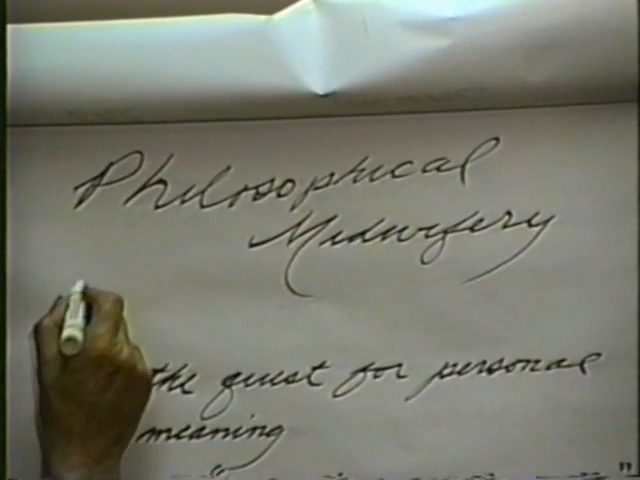 Philosophical
Midwifery
the quest for personal
meaning